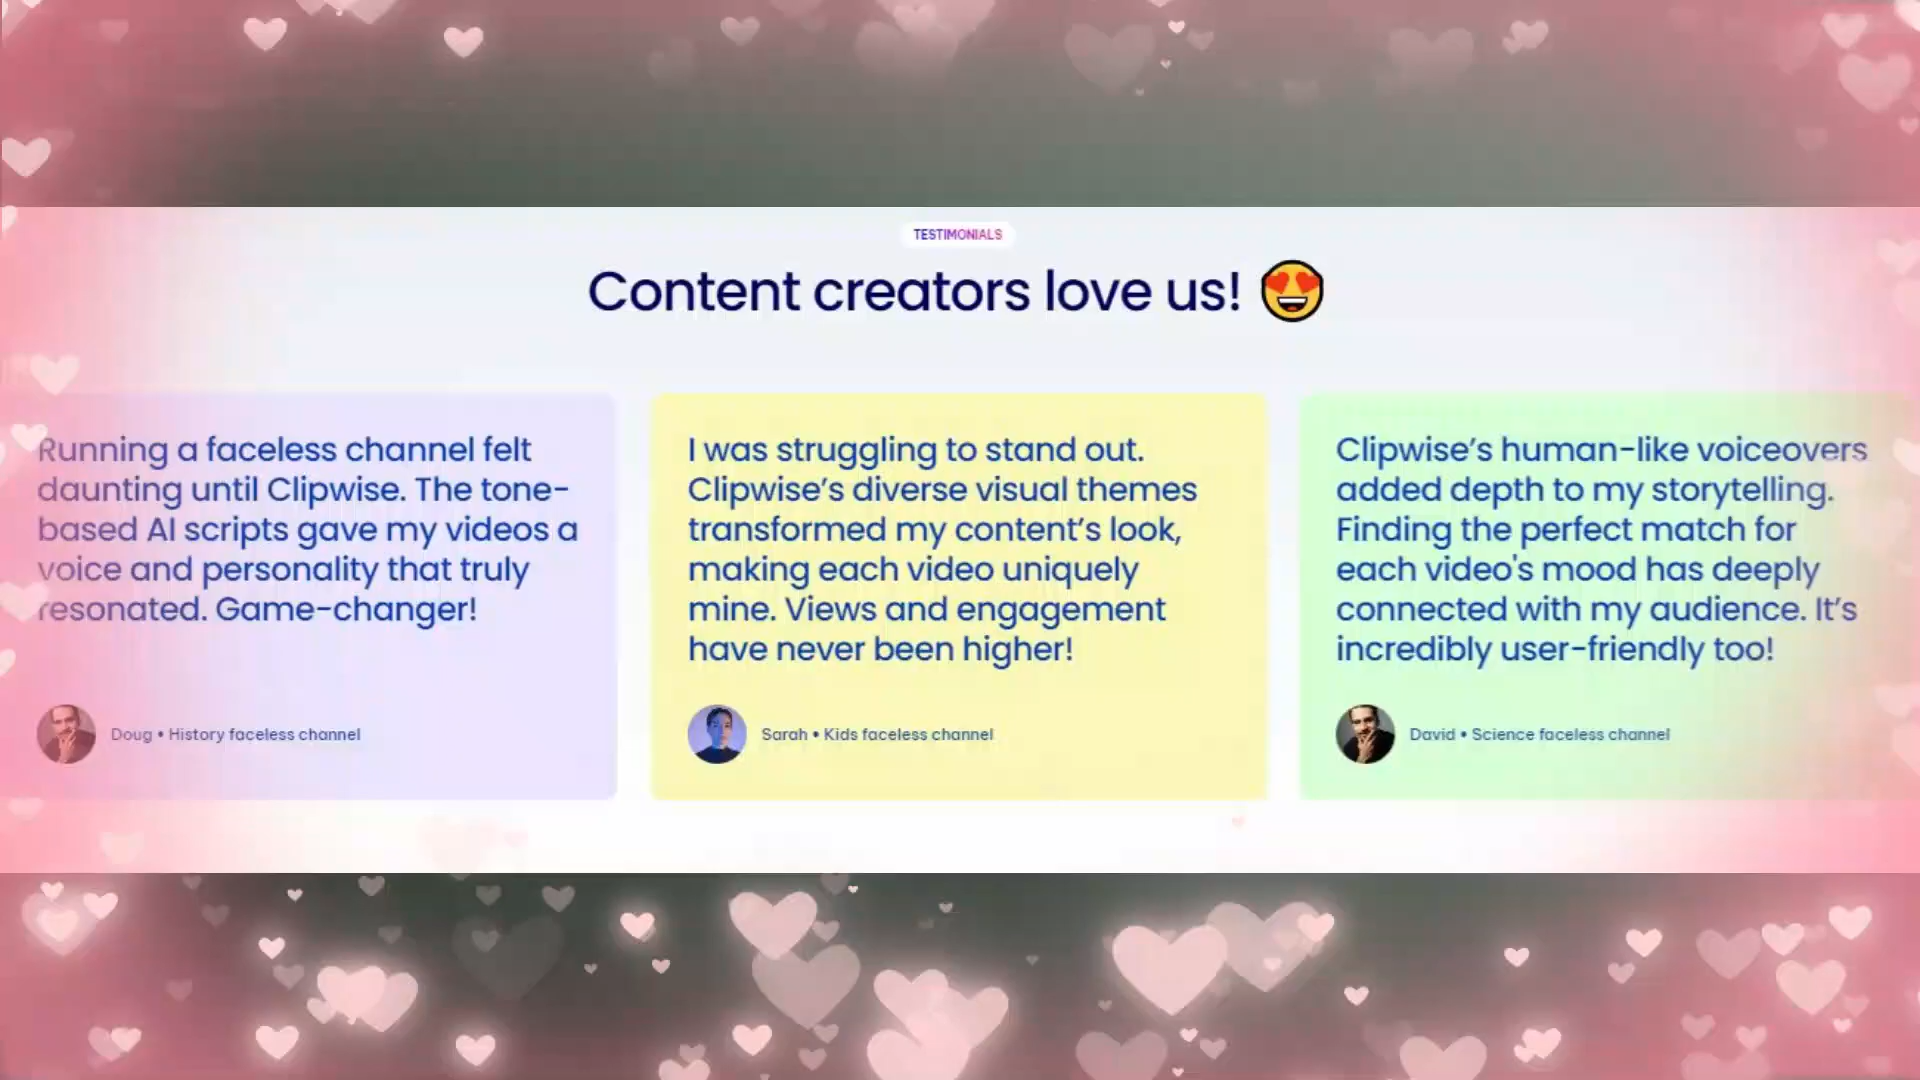 TESTIMONIALS
Content creators love us!
Running a faceless channel felt
daunting until Clipwise. The tone-
based AI scripts gave my videos a
voice and personality that truly
resonated. Game-changer!
Doug • History faceless channel
I was struggling to stand out.
Clipwise’s diverse visual themes
transformed my content’s look,
making each video uniquely
mine. Views and engagement
have never been higher!
Sarah • Kids faceless channel
Clipwise’s human-like voiceovers
added depth to my storytelling.
Finding the perfect match for
each video's mood has deeply
connected with my audience. It’s
incredibly user-friendly too!
David • Science faceless channel